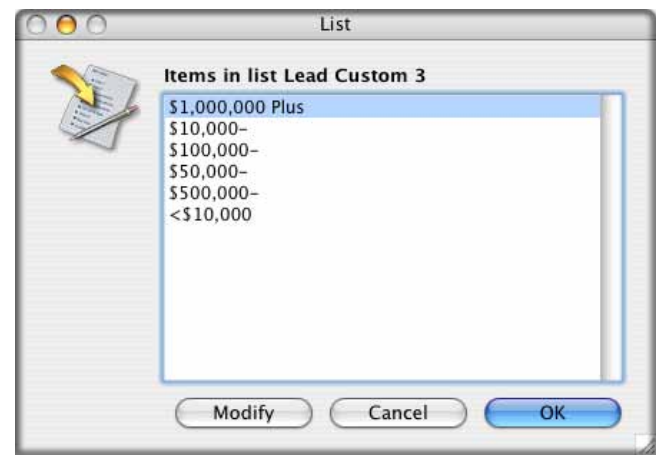 List
Items in list Lead Custom 3
$1,000,000 Plus
$10,000–
$100,000–
$50,000–
$500,000–
<$10,000
Modify
Cancel
OK